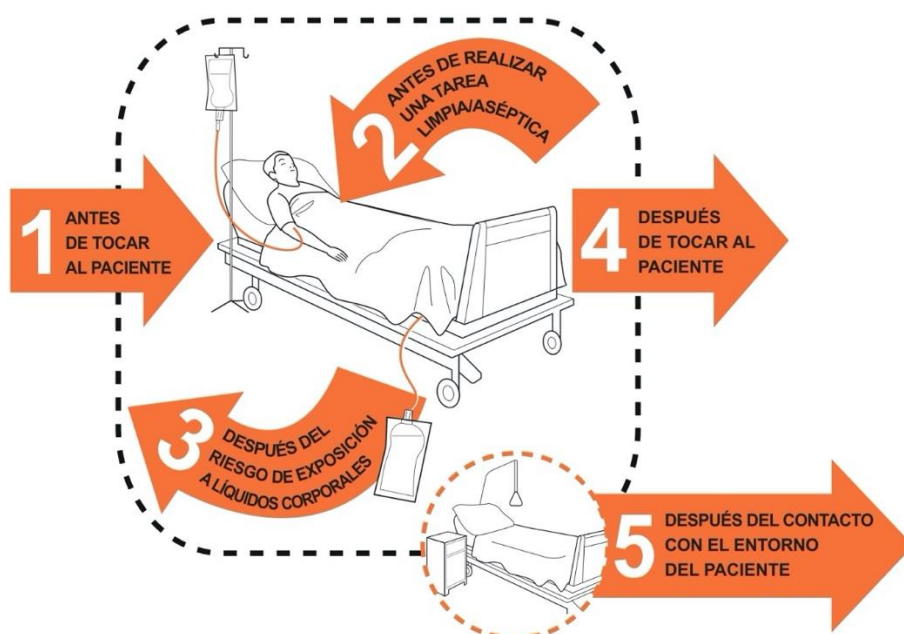 1 ANTES
DE TOCAR
AL PACIENTE
2 ANTES DE REALIZAR
UNA TAREA
LIMPIA/ASÉPTICA
3 DESPUÉS DEL
RIESGO DE EXPOSICIÓN
A LÍQUIDOS CORPORALES
4 DESPUÉS
DE TOCAR AL
PACIENTE
5 DESPUÉS DEL CONTACTO
CON EL ENTORNO
DEL PACIENTE